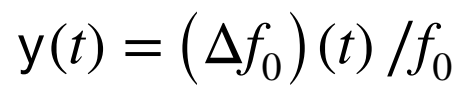 y(t) = (Δf₀)(t) /f₀